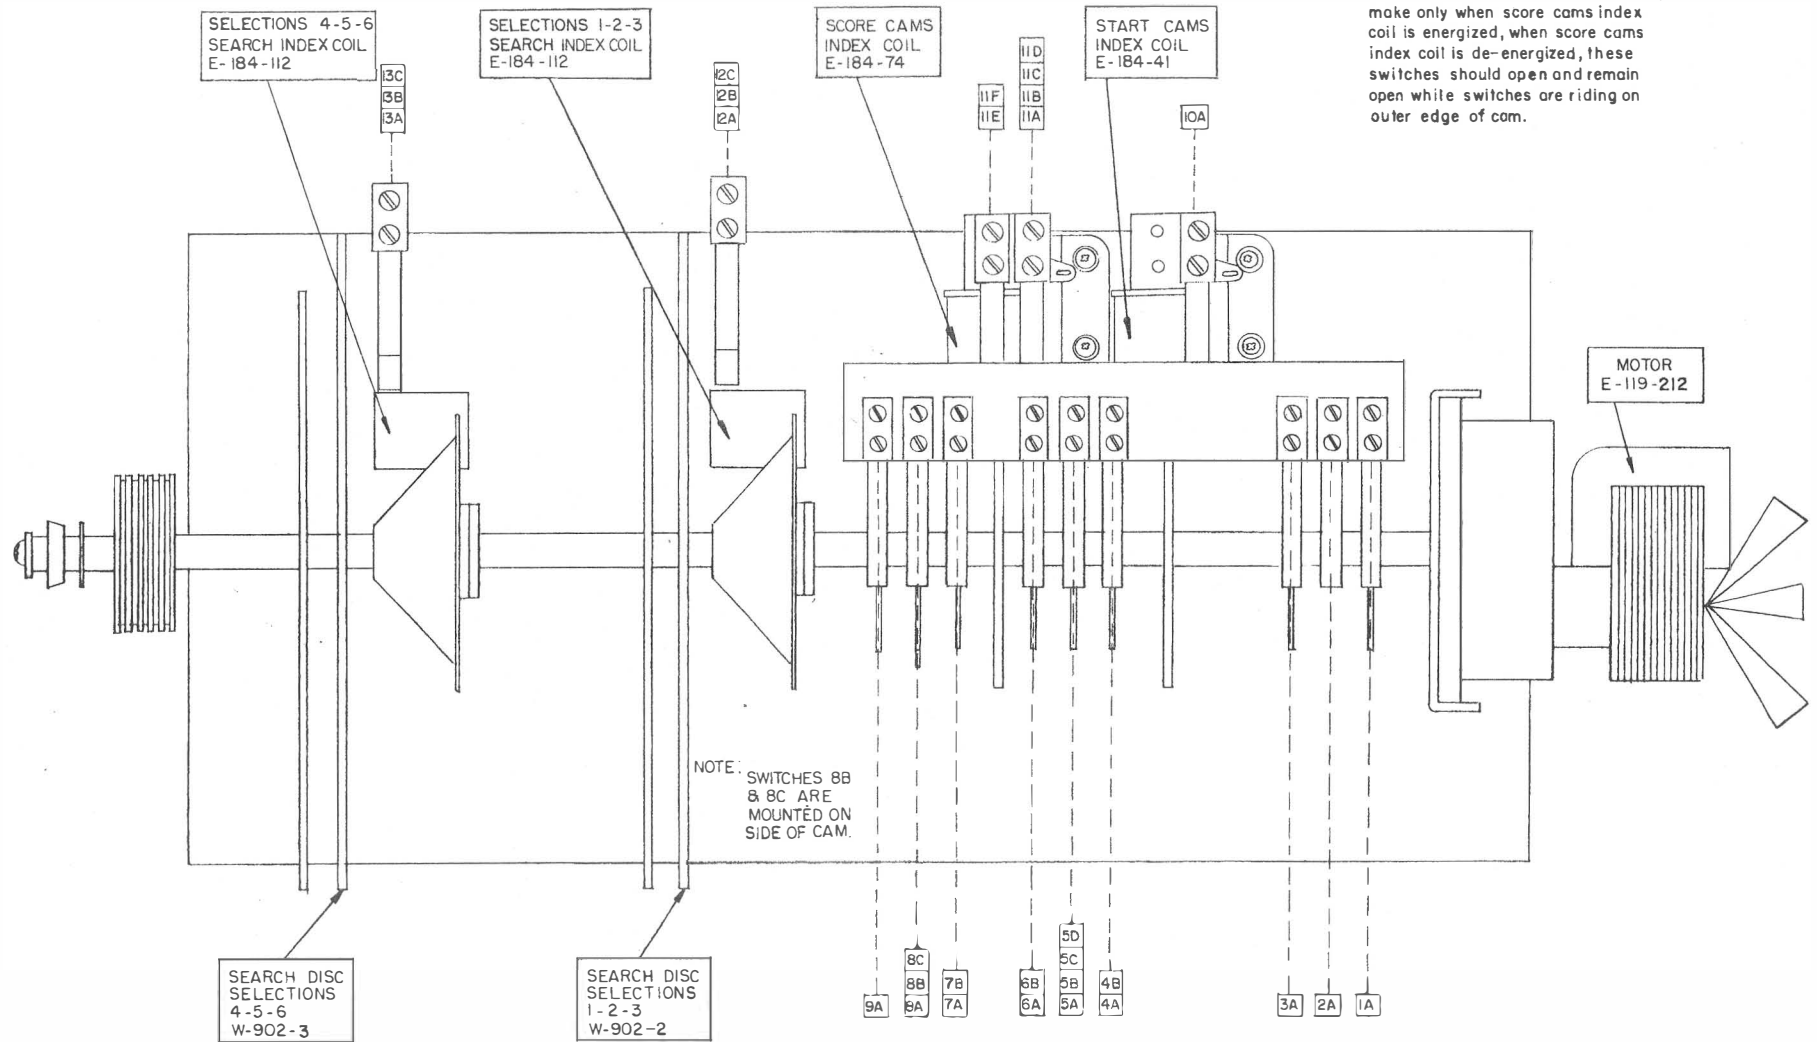 SELECTIONS 4-5-6
SEARCH INDEX COIL
E-184-112
SELECTIONS 1-2-3
SEARCH INDEX COIL
E-184-112
SCORE CAMS
INDEX COIL
E-184-74
START CAMS
INDEX COIL
E-184-41
make only when score cams index
coil is energized, when score cams
index coil is de-energized, these
switches should open and remain
open while switches are riding on
outer edge of cam.
13C
13B
13A
12C
12B
12A
11F
11E
11D
11C
11B
11A
10A
MOTOR
E-119-212
NOTE: SWITCHES 8B
& 8C ARE
MOUNTED ON
SIDE OF CAM.
SEARCH DISC
SELECTIONS
4-5-6
W-902-3
SEARCH DISC
SELECTIONS
1-2-3
W-902-2
9A
8C
8B
8A
7B
7A
6B
6A
5D
5C
5B
5A
4B
4A
3A
2A
1A